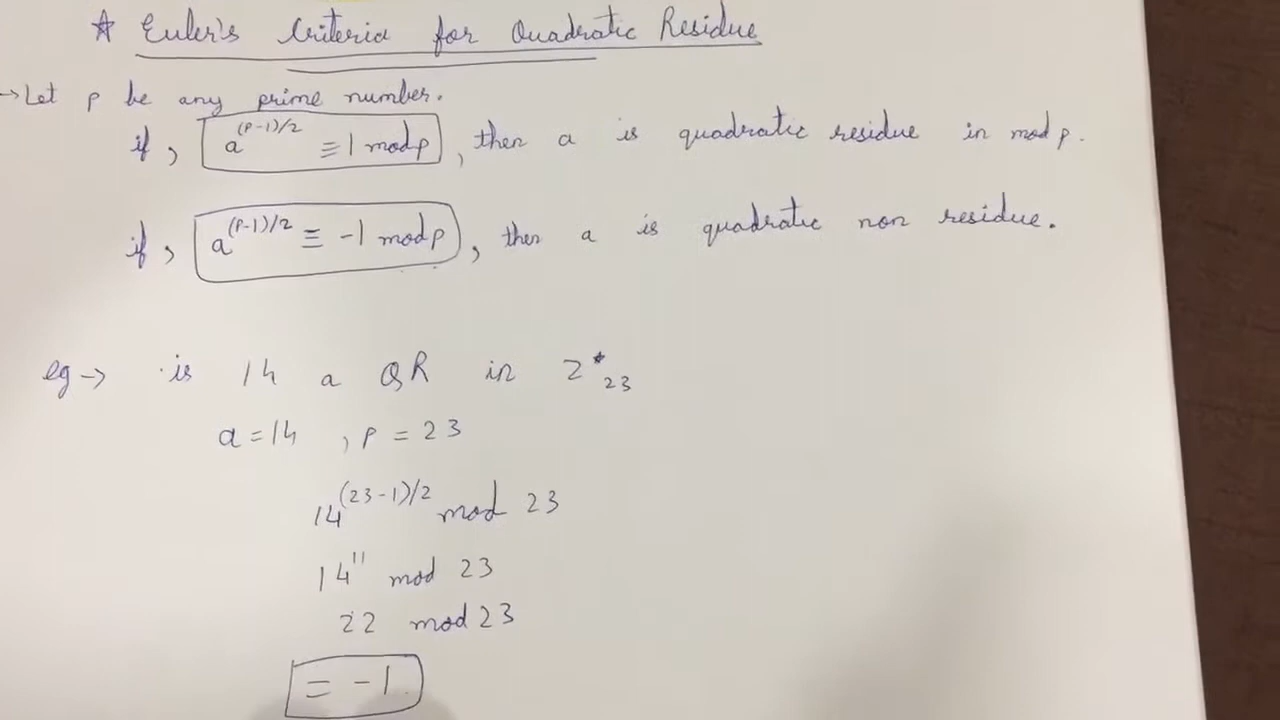 ☆ Euler's Criteria for Quadratic Residue
→ Let p be any prime number.
if, a^(P-1)/2 ≡ 1 mod p, then a is quadratic residue in mod p.
if, a^(P-1)/2 ≡ -1 mod p, then a is quadratic non residue.
eg → is 14 a QR in Z*23
a = 14 , p = 23
14^(23-1)/2 mod 23
14^11 mod 23
22 mod 23
= -1